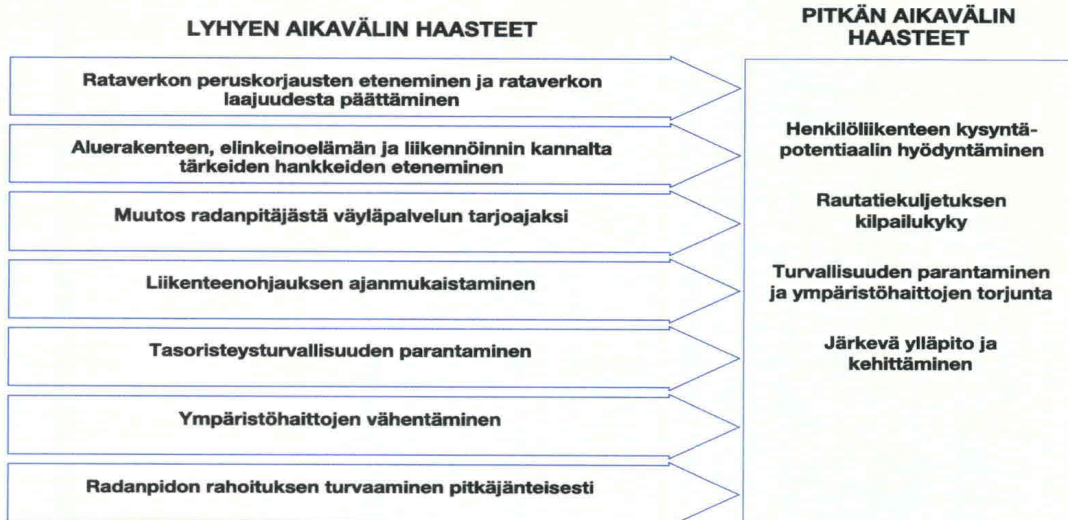 LYHYEN AIKAVÄLIN HAASTEET
Rataverkon peruskorjausten eteneminen ja rataverkon
laajuudesta päättäminen
Aluerakenteen, elinkeinoelämän ja liikennöinnin kannalta
tärkeiden hankkeiden eteneminen
Muutos radanpitäjästä väyläpalvelun tarjoajaksi
Liikenteenohjauksen ajanmukaistaminen
Tasoristeysturvallisuuden parantaminen
Ympäristöhaittojen vähentäminen
Radanpidon rahoituksen turvaaminen pitkäjänteisesti
PITKÄN AIKAVÄLIN
HAASTEET
Henkilöliikenteen kysyntä-
potentiaalin hyödyntäminen
Rautatiekuljetuksen
kilpailukyky
Turvallisuuden parantaminen
ja ympäristöhaittojen torjunta
Järkevä ylläpito ja
kehittäminen